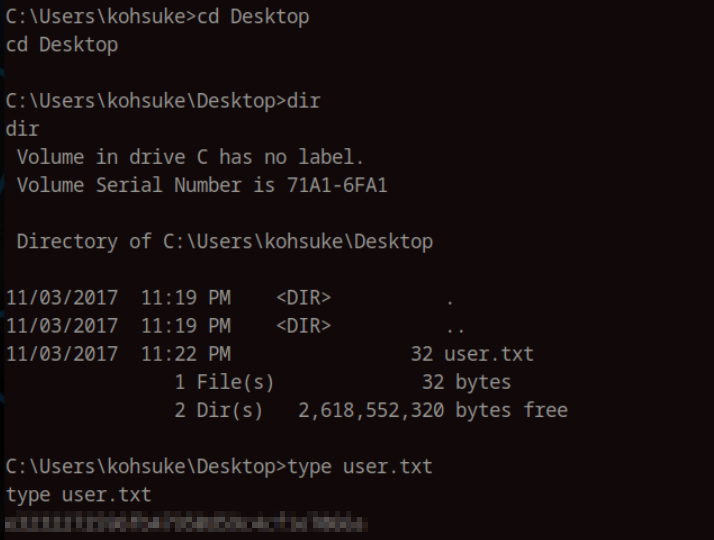 C:\Users\kohsuke>cd Desktop
cd Desktop
C:\Users\kohsuke\Desktop>dir
dir
Volume in drive C has no label.
Volume Serial Number is 71A1-6FA1
Directory of C:\Users\kohsuke\Desktop
11/03/2017  11:19 PM    <DIR>          .
11/03/2017  11:19 PM    <DIR>          ..
11/03/2017  11:22 PM                32 user.txt
1 File(s)             32 bytes
2 Dir(s)   2,618,552,320 bytes free
C:\Users\kohsuke\Desktop>type user.txt
type user.txt